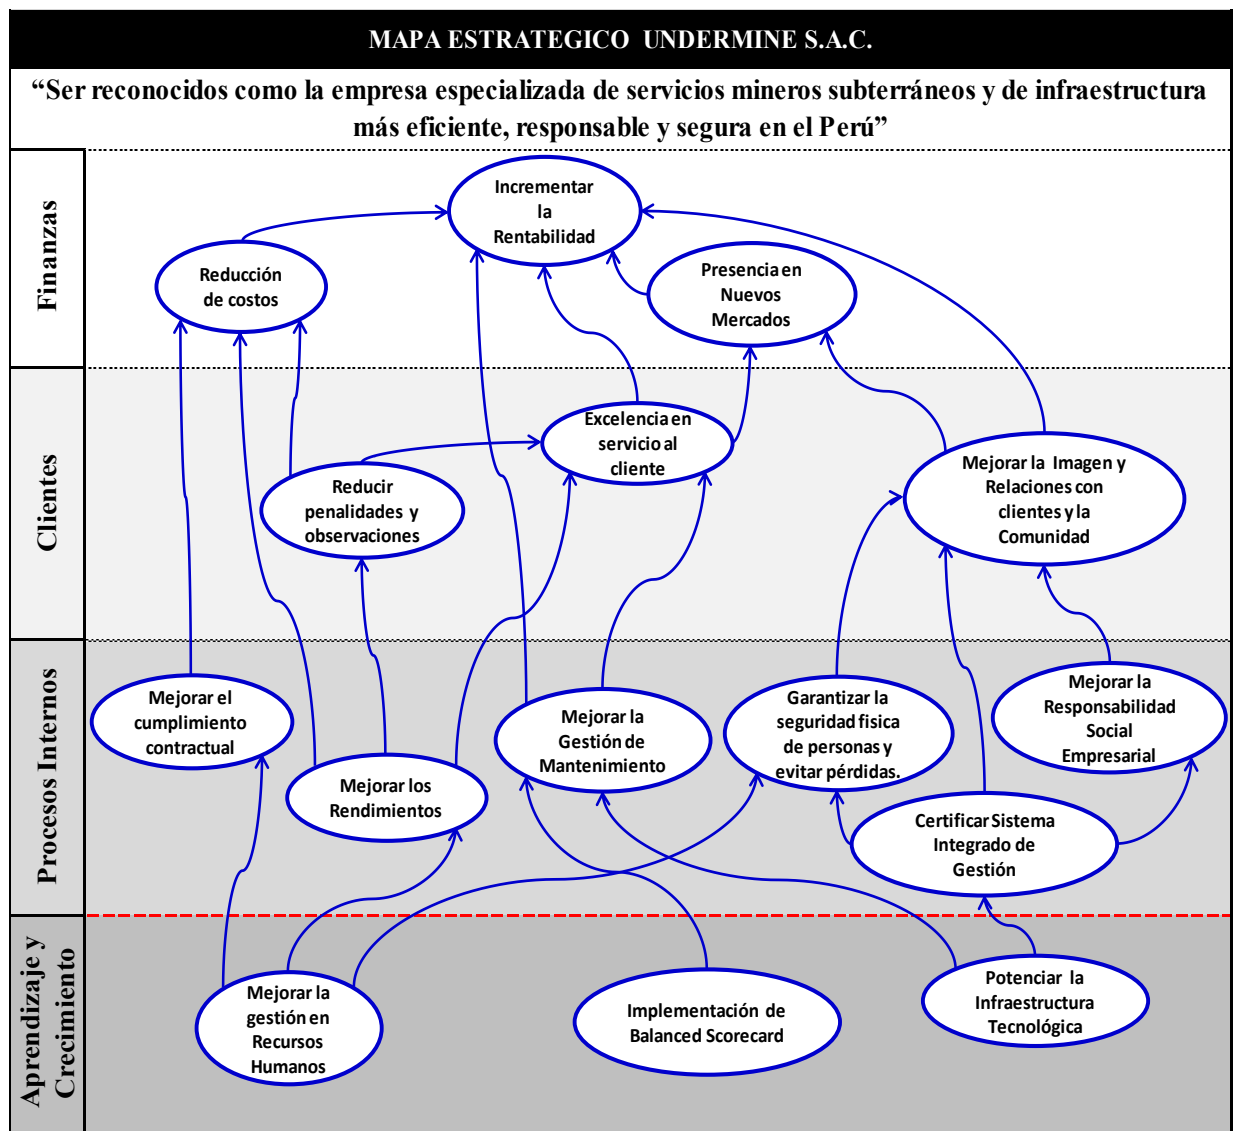 MAPA ESTRATEGICO UNDERMINE S.A.C.
“Ser reconocidos como la empresa especializada de servicios mineros subterráneos y de infraestructura
más eficiente, responsable y segura en el Perú”
Finanzas
Incrementar
la
Rentabilidad
Reducción
de costos
Presencia en
Nuevos
Mercados
Clientes
Excelencia en
servicio al
cliente
Reducir
penalidades y
observaciones
Mejorar la Imagen y
Relaciones con
clientes y la
Comunidad
Procesos Internos
Mejorar el
cumplimiento
contractual
Mejorar los
Rendimientos
Mejorar la
Gestión de
Mantenimiento
Garantizar la
seguridad fisica
de personas y
evitar pérdidas.
Mejorar la
Responsabilidad
Social
Empresarial
Certificar Sistema
Integrado de
Gestión
Aprendizaje y
Crecimiento
Mejorar la
gestión en
Recursos
Humanos
Implementación de
Balanced Scorecard
Potenciar la
Infraestructura
Tecnológica